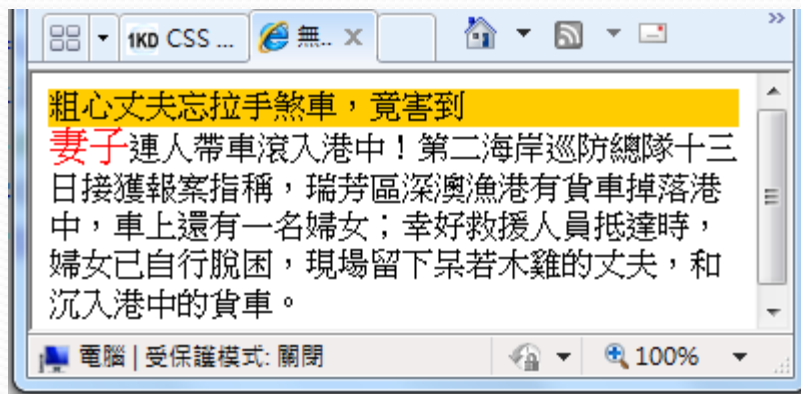 1KD CSS ... 無...
粗心丈夫忘拉手煞車，竟害到
妻子連人帶車滾入港中！第二海岸巡防總隊十三
日接獲報案指稱，瑞芳區深澳漁港有貨車掉落港
中，車上還有一名婦女；幸好救援人員抵達時，
婦女已自行脫困，現場留下呆若木雞的丈夫，和
沉入港中的貨車。
電腦 | 受保護模式: 關閉 100%